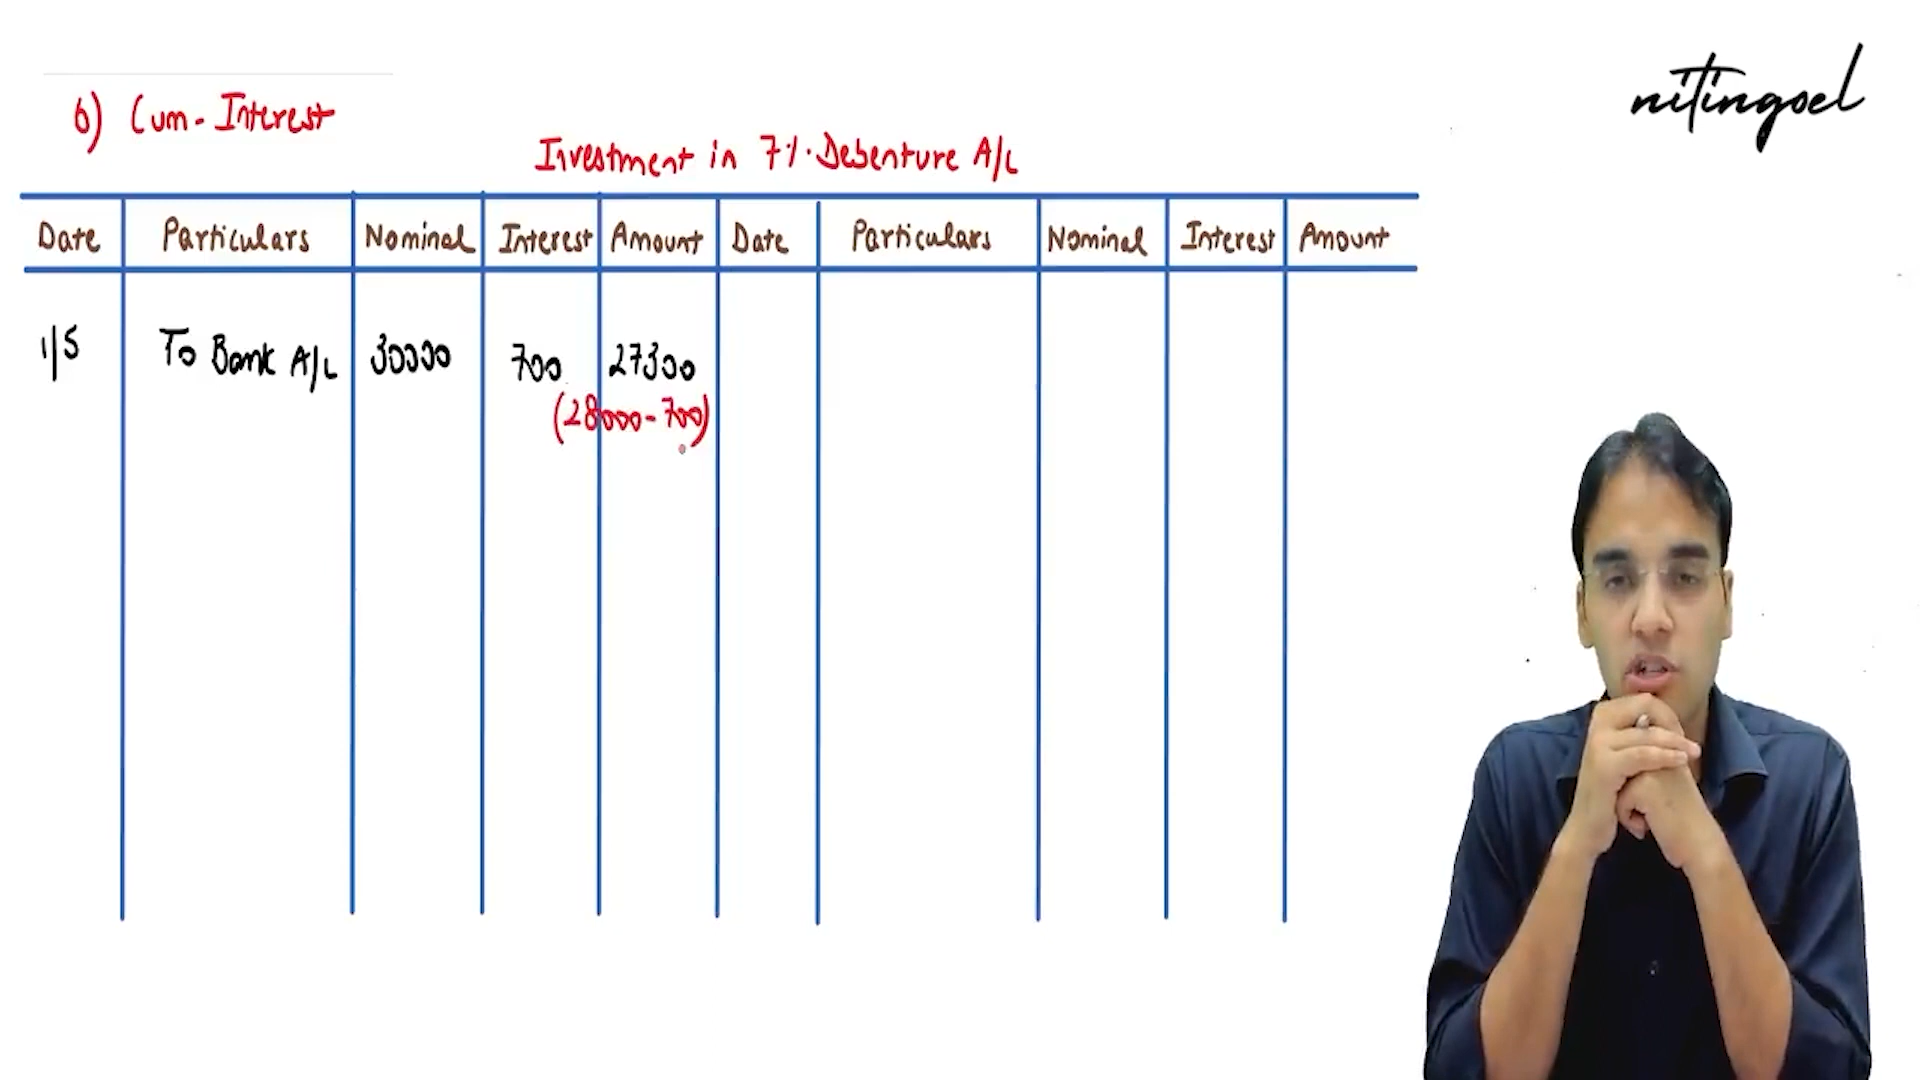 nitingoel
b) Cum-Interest
Investment in 7% Debenture A/c
Date Particulars Nominal Interest Amount Date Particulars Nominal Interest Amount
1/5 To Bank A/c 30000 700 27300
(28000-700)